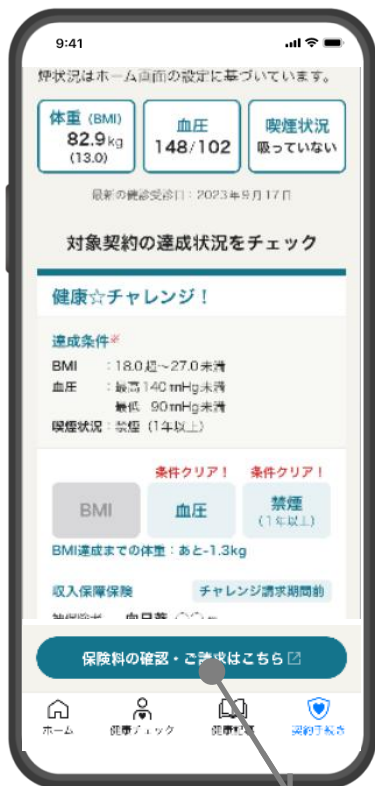 9:41
煙状況はホーム画面の設定に基づいています。
体重 (BMI)
82.9kg
(13.0)
血圧
148/102
喫煙状況
吸っていない
最新の健診受診日：2023年9月17日
対象契約の達成状況をチェック
健康☆チャレンジ！
達成条件※
BMI ：18.0超～27.0未満
血圧 ：最高140mmHg未満
最低 90mmHg未満
喫煙状況：禁煙（1年以上）
条件クリア！ 条件クリア！
BMI 血圧 禁煙
（1年以上）
BMI達成までの体重：あと-1.3kg
収入保障保険 チャレンジ請求期間前
保険料の確認・ご請求はこちら
ホーム 健康チェック 健康 契約手続き